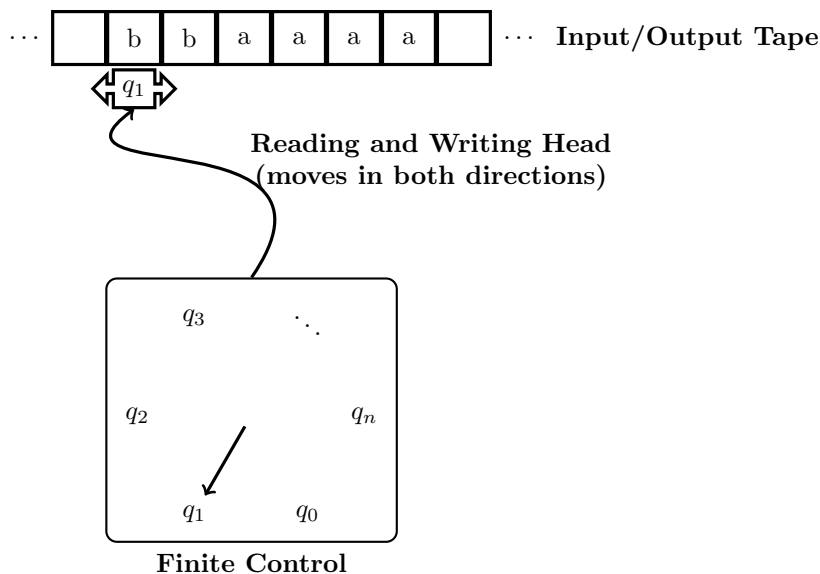 ··· b b a a a a ··· Input/Output Tape
q₁
Reading and Writing Head
(moves in both directions)
q₃ ⋱
q₂ qₙ
q₁ q₀
Finite Control